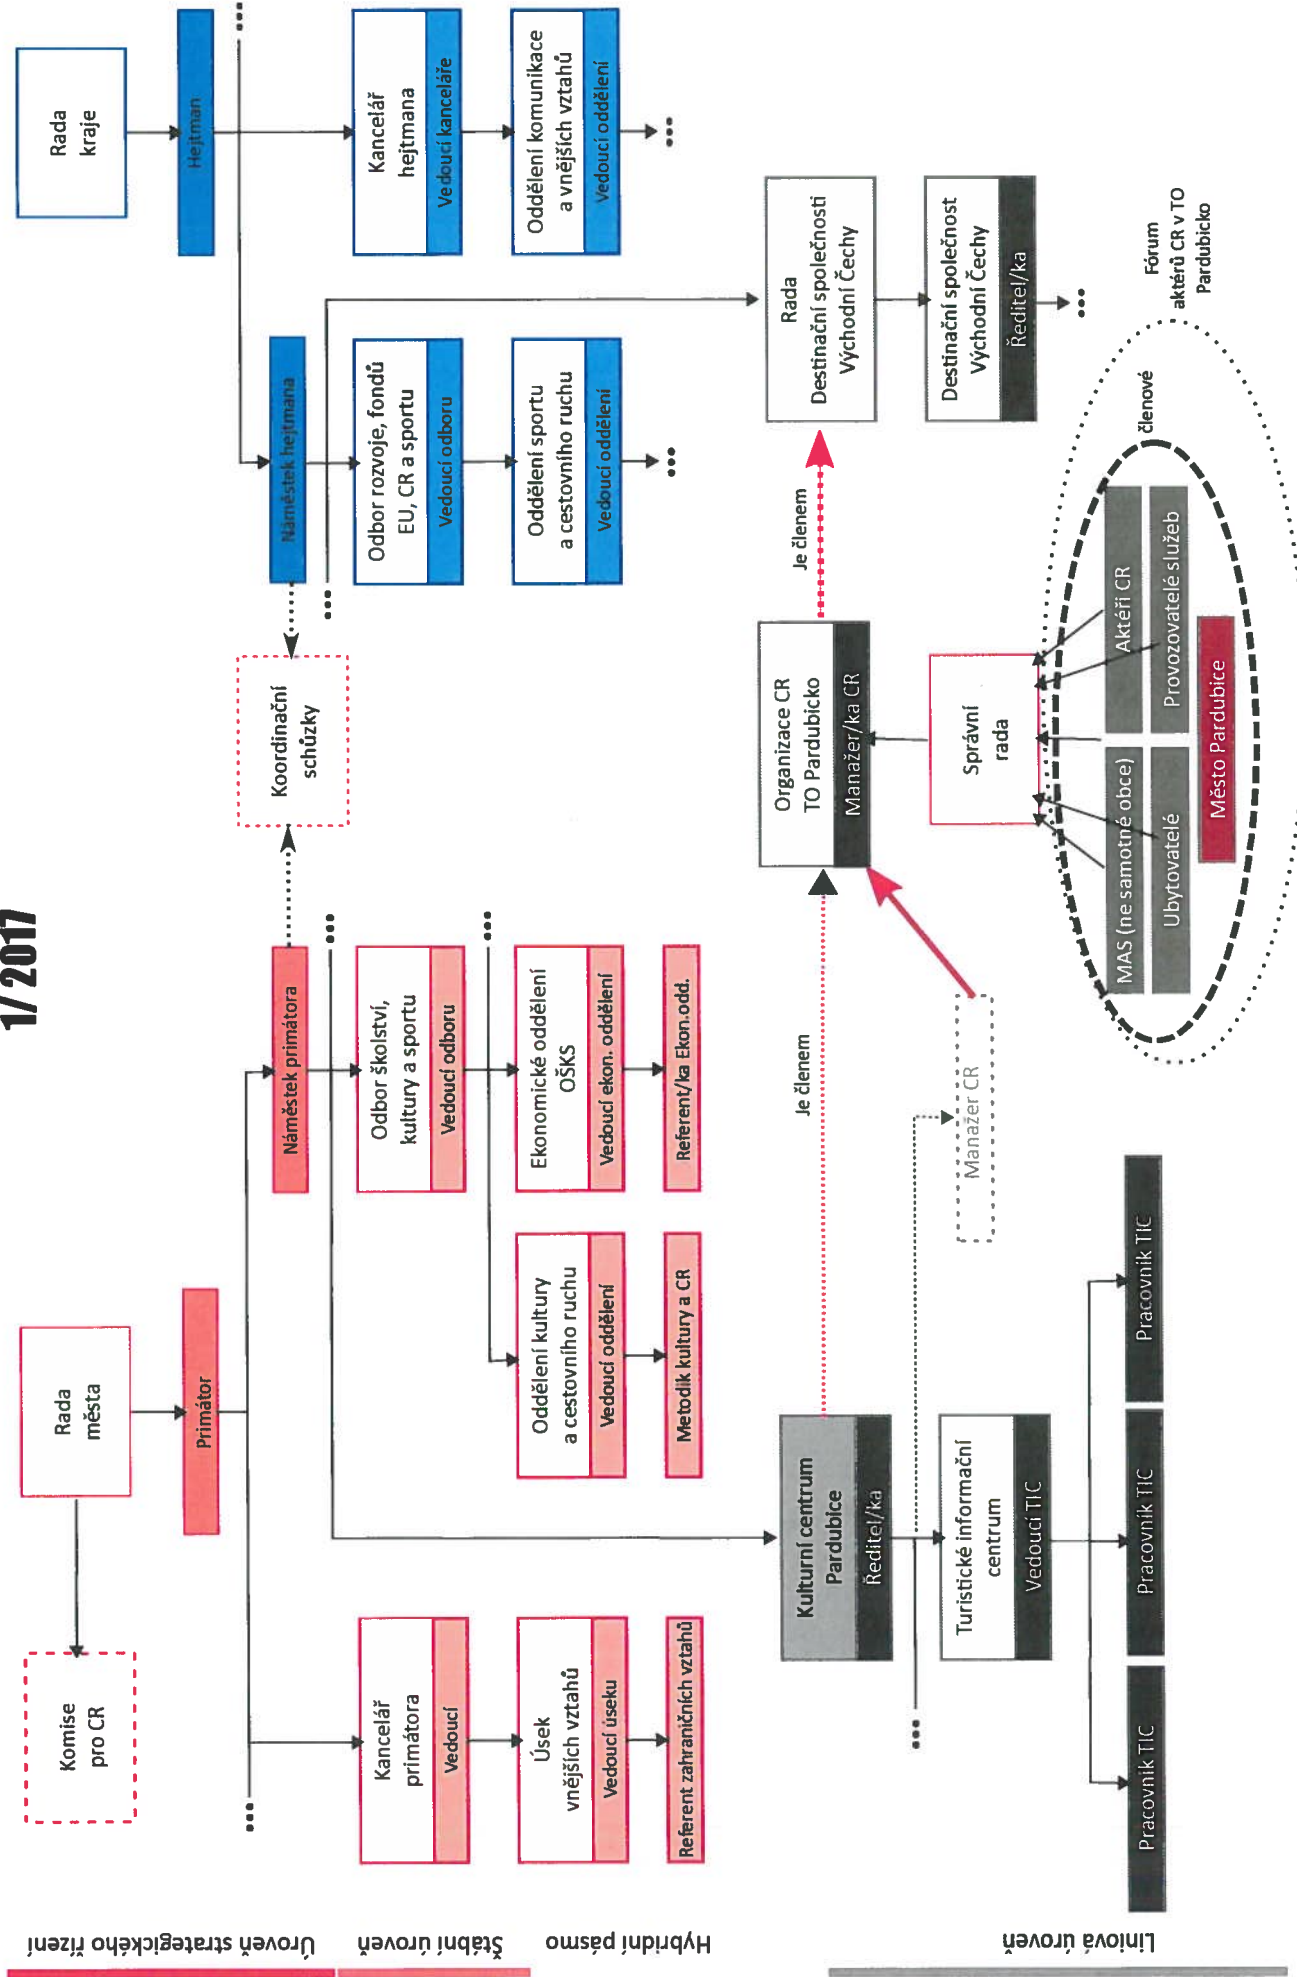 1/2017
Úroveň strategického řízení
Štábní úroveň
Hybridní pásmo
Liniová úroveň
Komise
pro CR
Rada
města
Primátor
Náměstek primátora
Koordinační
schůzky
Rada
kraje
Hejtman
Náměstek hejtmana
...
...
Kancelář
primátora
Vedoucí
Úsek
vnějších vztahů
Vedoucí úseku
Referent zahraničních vztahů
Odbor školství,
kultury a sportu
Vedoucí odboru
...
...
Oddělení kultury
a cestovního ruchu
Vedoucí oddělení
Metodik kultury a CR
Ekonomické oddělení
OŠKS
Vedoucí ekon. oddělení
Referent/ka Ekon.odd.
Odbor rozvoje, fondů
EU, CR a sportu
Vedoucí odboru
...
Oddělení sportu
a cestovního ruchu
Vedoucí oddělení
...
Kancelář
hejtmana
Vedoucí kanceláře
Oddělení komunikace
a vnějších vztahů
Vedoucí oddělení
...
Kulturní centrum
Pardubice
Ředitel/ka
...
Je členem
Organizace CR
TO Pardubicko
Manažer/ka CR
Je členem
Rada
Destinační společnosti
Východní Čechy
Destinační společnost
Východní Čechy
Ředitel/ka
...
Turistické informační
centrum
Vedoucí TIC
Manažer CR
Správní
rada
Pracovník TIC
Pracovník TIC
Pracovník TIC
MAS (ne samotné obce)
Aktéři CR
Ubytovatelé
Provozovatelé služeb
Město Pardubice
členové
Fórum
aktérů CR v TO
Pardubicko